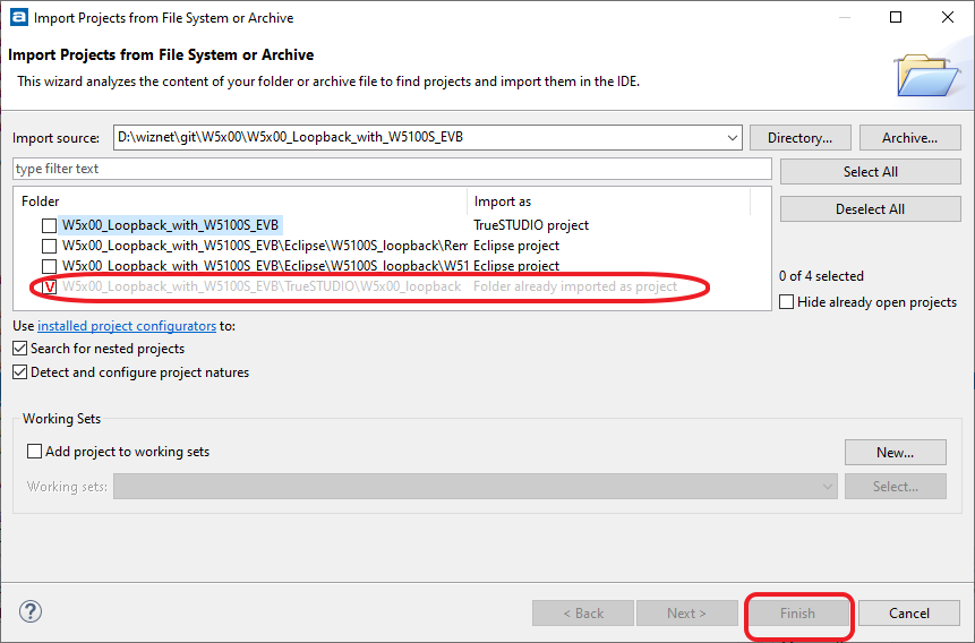 a Import Projects from File System or Archive
Import Projects from File System or Archive
This wizard analyzes the content of your folder or archive file to find projects and import them in the IDE.
Import source: D:\wiznet\git\W5x00\W5x00_Loopback_with_W5100S_EVB Directory... Archive...
type filter text Select All
Folder Import as
W5x00_Loopback_with_W5100S_EVB TrueSTUDIO project Deselect All
W5x00_Loopback_with_W5100S_EVB\Eclipse\W5100S_loopback\Rem Eclipse project
W5x00_Loopback_with_W5100S_EVB\Eclipse\W5100S_loopback\W51 Eclipse project
0 of 4 selected
V W5x00_Loopback_with_W5100S_EVB\TrueSTUDIO\W5x00_loopback Folder already imported as project
Hide already open projects
Use installed project configurators to:
Search for nested projects
Detect and configure project natures
Working Sets
Add project to working sets New...
Working sets: Select...
? < Back Next > Finish Cancel